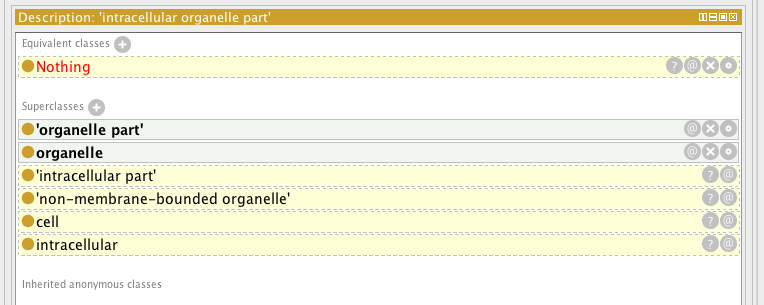 Description: 'intracellular organelle part'
Equivalent classes
Nothing
Superclasses
'organelle part'
organelle
'intracellular part'
'non-membrane-bounded organelle'
cell
intracellular
Inherited anonymous classes